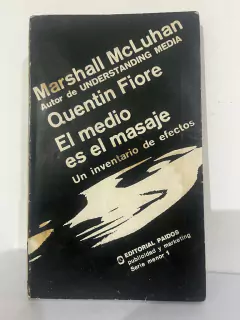 Marshall McLuhan
Autor de UNDERSTANDING MEDIA
Quentin Fiore
El medio
es el masaje
Un inventario de efectos
EDITORIAL PAIDOS
publicidad y marketing
Serie menor 1